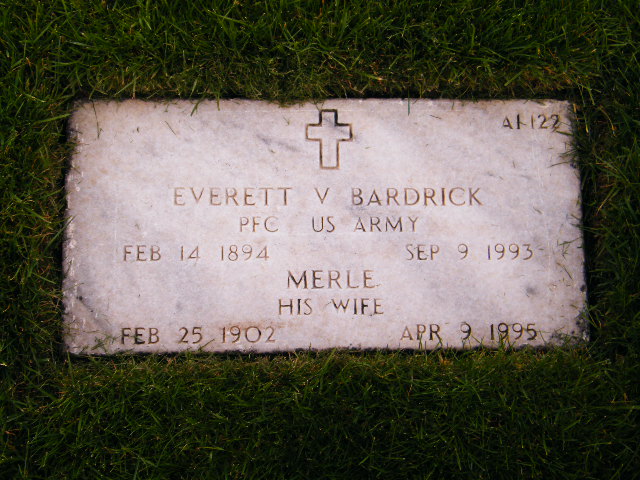 A1-122
EVERETT V BARDRICK
PFC US ARMY
FEB 14 1894 SEP 9 1993
MERLE
HIS WIFE
FEB 25 1902 APR 9 1995